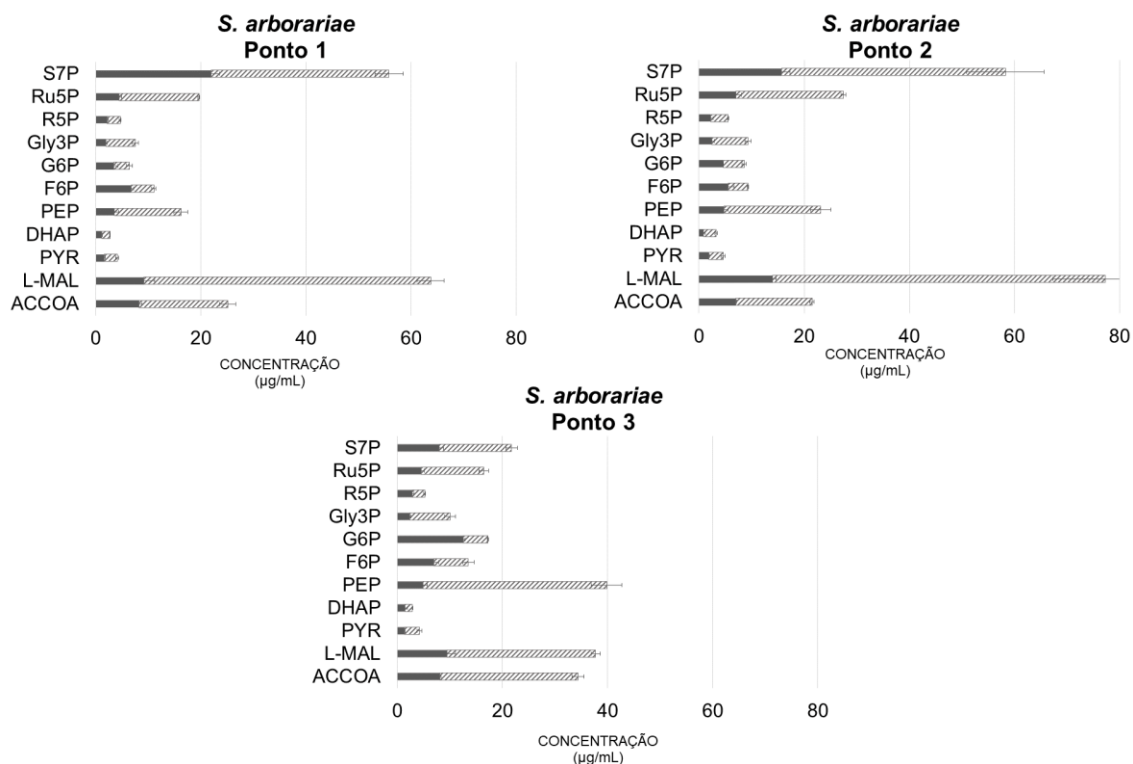 S. arborariae
Ponto 1
S7P
Ru5P
R5P
Gly3P
G6P
F6P
PEP
DHAP
PYR
L-MAL
ACCOA
0 20 40 60 80
CONCENTRAÇÃO
(µg/mL)
S. arborariae
Ponto 2
S7P
Ru5P
R5P
Gly3P
G6P
F6P
PEP
DHAP
PYR
L-MAL
ACCOA
0 20 40 60 80
CONCENTRAÇÃO
(µg/mL)
S. arborariae
Ponto 3
S7P
Ru5P
R5P
Gly3P
G6P
F6P
PEP
DHAP
PYR
L-MAL
ACCOA
0 20 40 60 80
CONCENTRAÇÃO
(µg/mL)